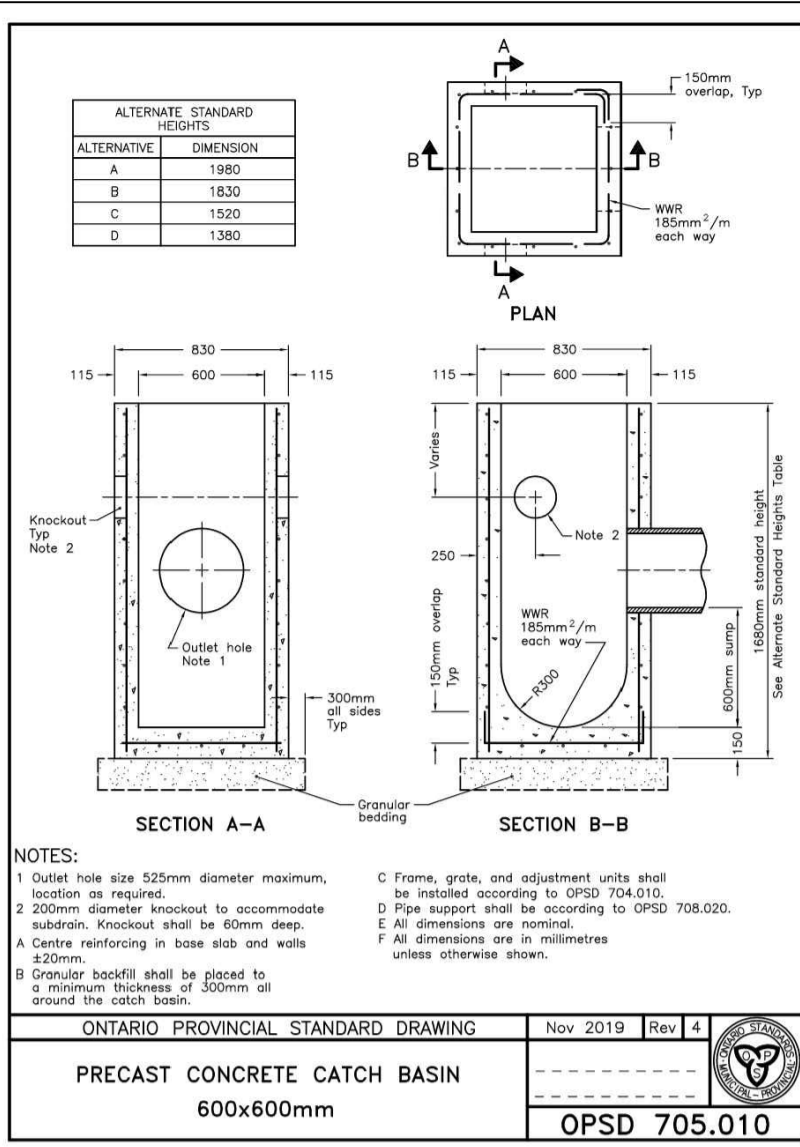 ALTERNATE STANDARD
HEIGHTS
ALTERNATIVE DIMENSION
A 1980
B 1830
C 1520
D 1380
A
B
B
A
150mm
overlap, Typ
WWR
185mm²/m
each way
PLAN
830
115
600
115
Knockout
Typ
Note 2
Outlet hole
Note 1
300mm
all sides
Typ
SECTION A–A
830
115
600
115
Varies
250
Note 2
150mm overlap
Typ
WWR
185mm²/m
each way
R300
600mm sump
150
1680mm standard height
See Alternate Standard Heights Table
Granular
bedding
SECTION B–B
NOTES:
1 Outlet hole size 525mm diameter maximum,
location as required.
2 200mm diameter knockout to accommodate
subdrain. Knockout shall be 60mm deep.
A Centre reinforcing in base slab and walls
±20mm.
B Granular backfill shall be placed to
a minimum thickness of 300mm all
around the catch basin.
C Frame, grate, and adjustment units shall
be installed according to OPSD 704.010.
D Pipe support shall be according to OPSD 708.020.
E All dimensions are nominal.
F All dimensions are in millimetres
unless otherwise shown.
ONTARIO PROVINCIAL STANDARD DRAWING
Nov 2019 Rev 4
PRECAST CONCRETE CATCH BASIN
600x600mm
OPSD 705.010
ONTARIO STANDARDS
MUNICIPAL – PROVINCIAL
O P
S